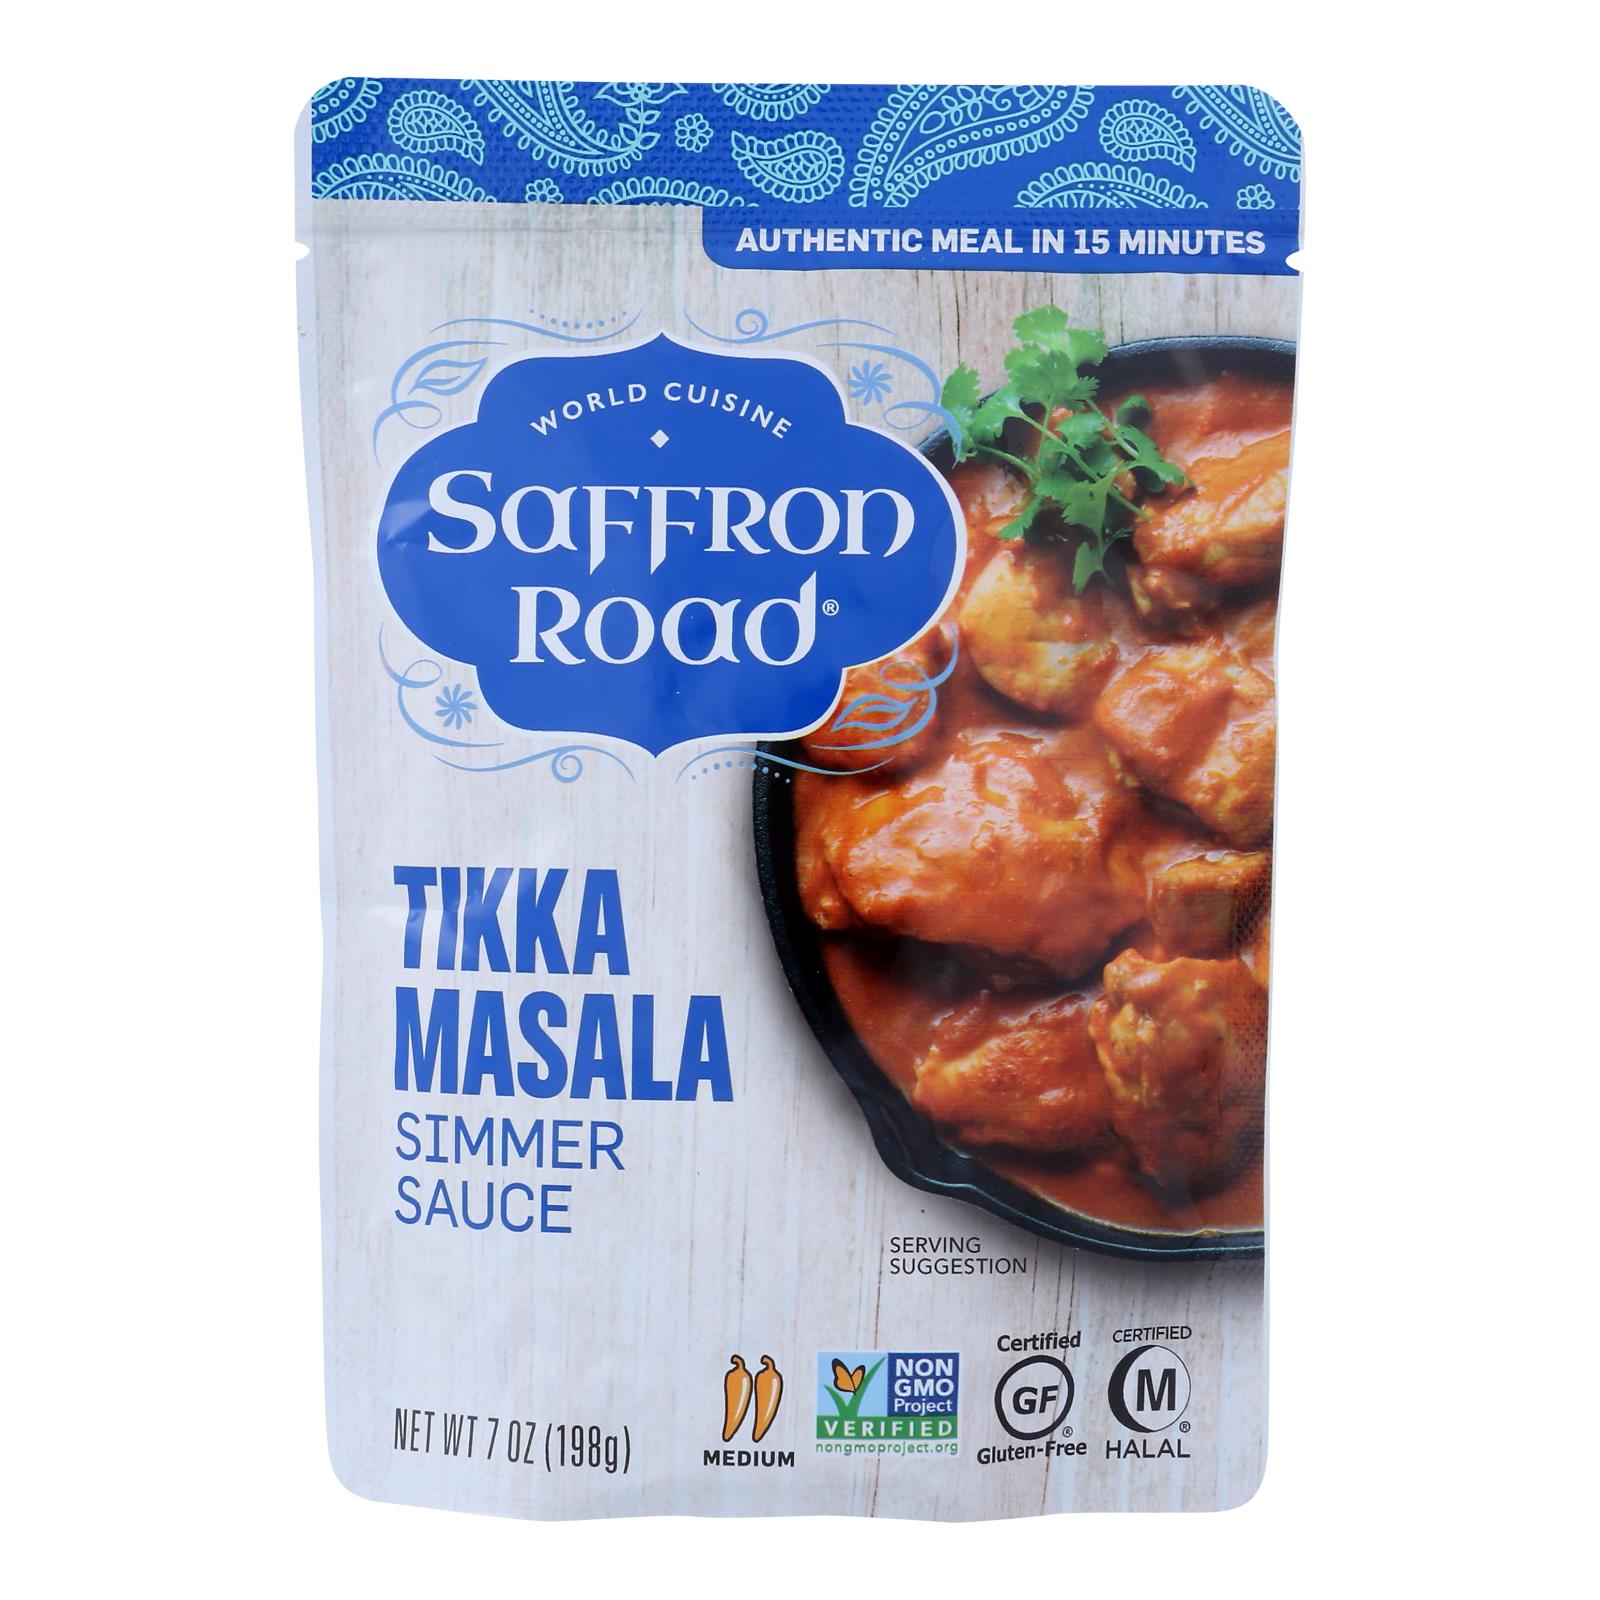 AUTHENTIC MEAL IN 15 MINUTES
WORLD CUISINE
Saffron
Road®
TIKKA
MASALA
SIMMER
SAUCE
SERVING
SUGGESTION
NET WT 7 OZ (198g)
MEDIUM
NON
GMO
Project
VERIFIED
nongmoproject.org
Certified
GF®
Gluten-Free
CERTIFIED
M®
HALAL